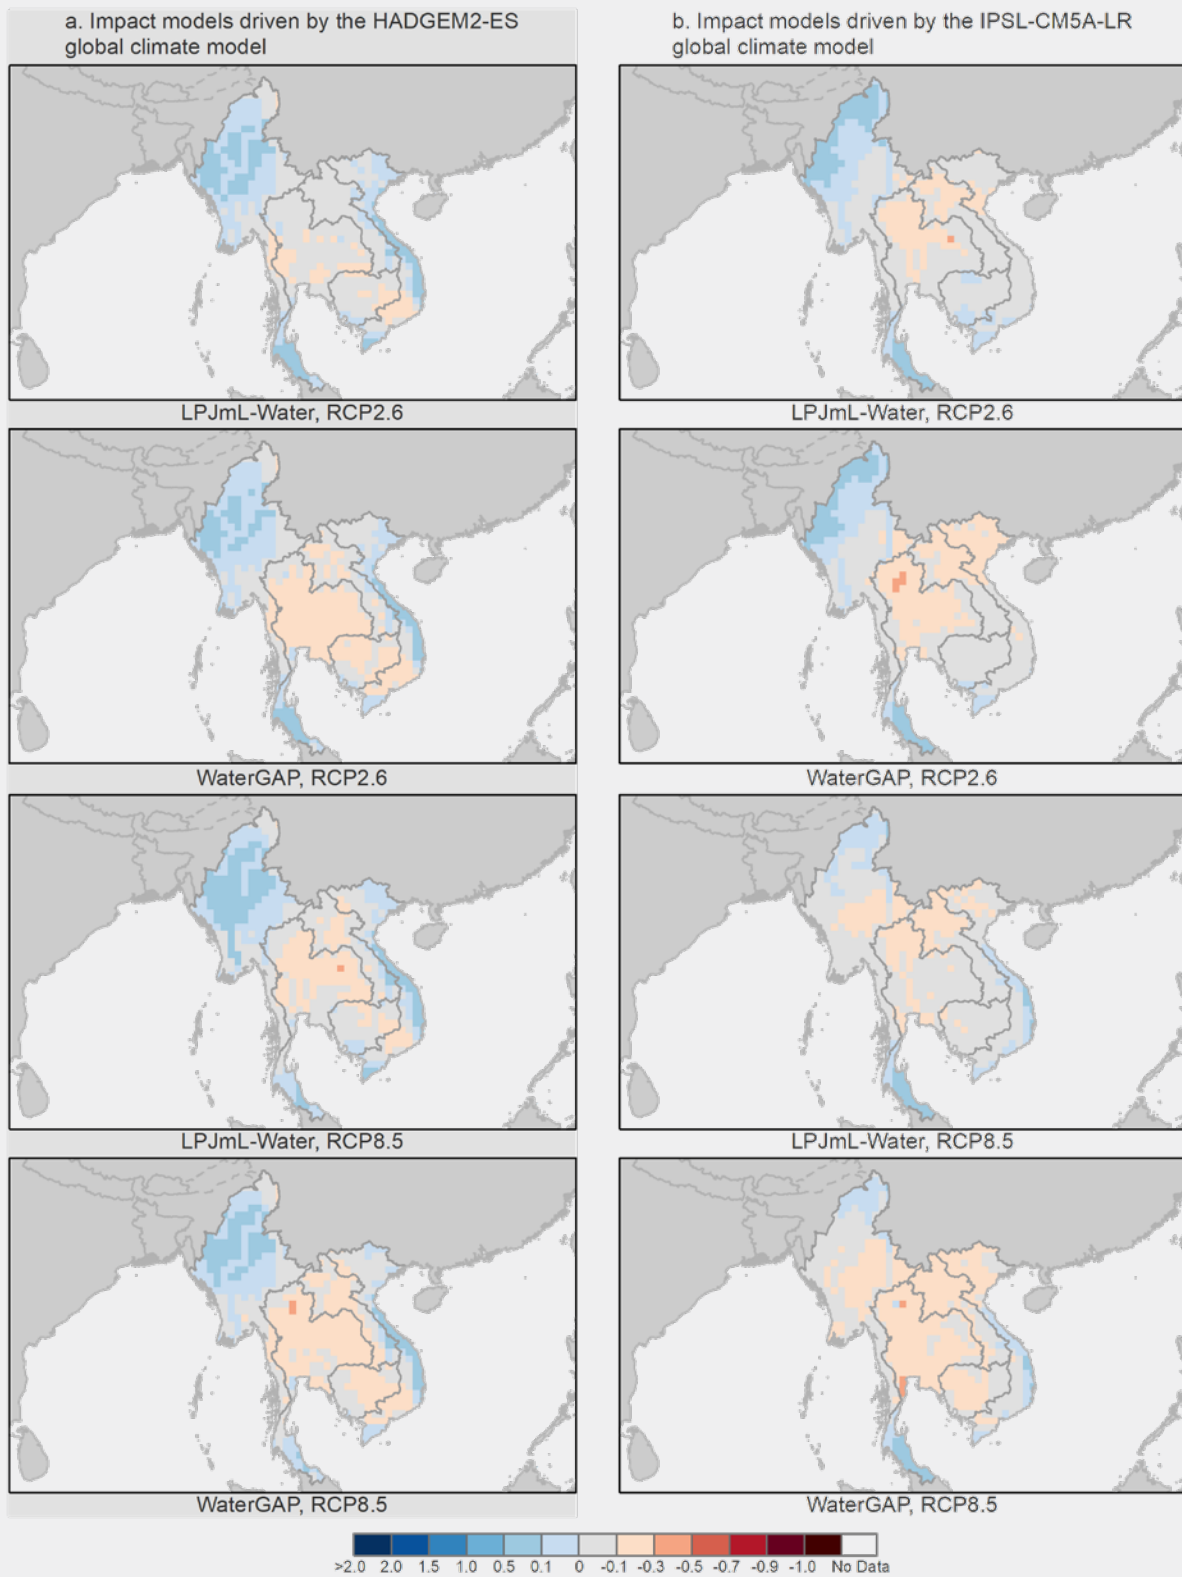 a. Impact models driven by the HADGEM2-ES
global climate model
b. Impact models driven by the IPSL-CM5A-LR
global climate model
LPJmL-Water, RCP2.6
LPJmL-Water, RCP2.6
WaterGAP, RCP2.6
WaterGAP, RCP2.6
LPJmL-Water, RCP8.5
LPJmL-Water, RCP8.5
WaterGAP, RCP8.5
WaterGAP, RCP8.5
>2.0 2.0 1.5 1.0 0.5 0.1 0 -0.1 -0.3 -0.5 -0.7 -0.9 -1.0 No Data